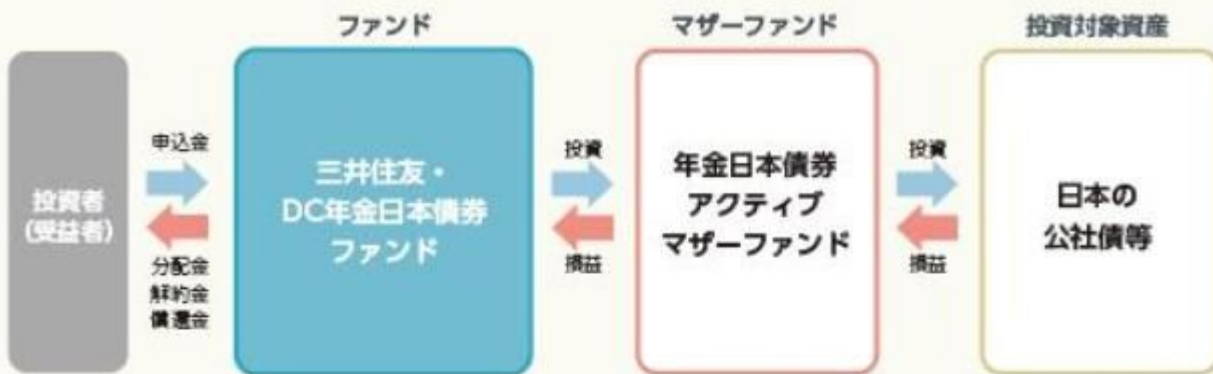 ファンド
マザーファンド
投資対象資産
投資者
(受益者)
申込金
分配金
解約金
償還金
三井住友・
DC年金日本債券
ファンド
投資
損益
年金日本債券
アクティブ
マザーファンド
投資
損益
日本の
公社債等